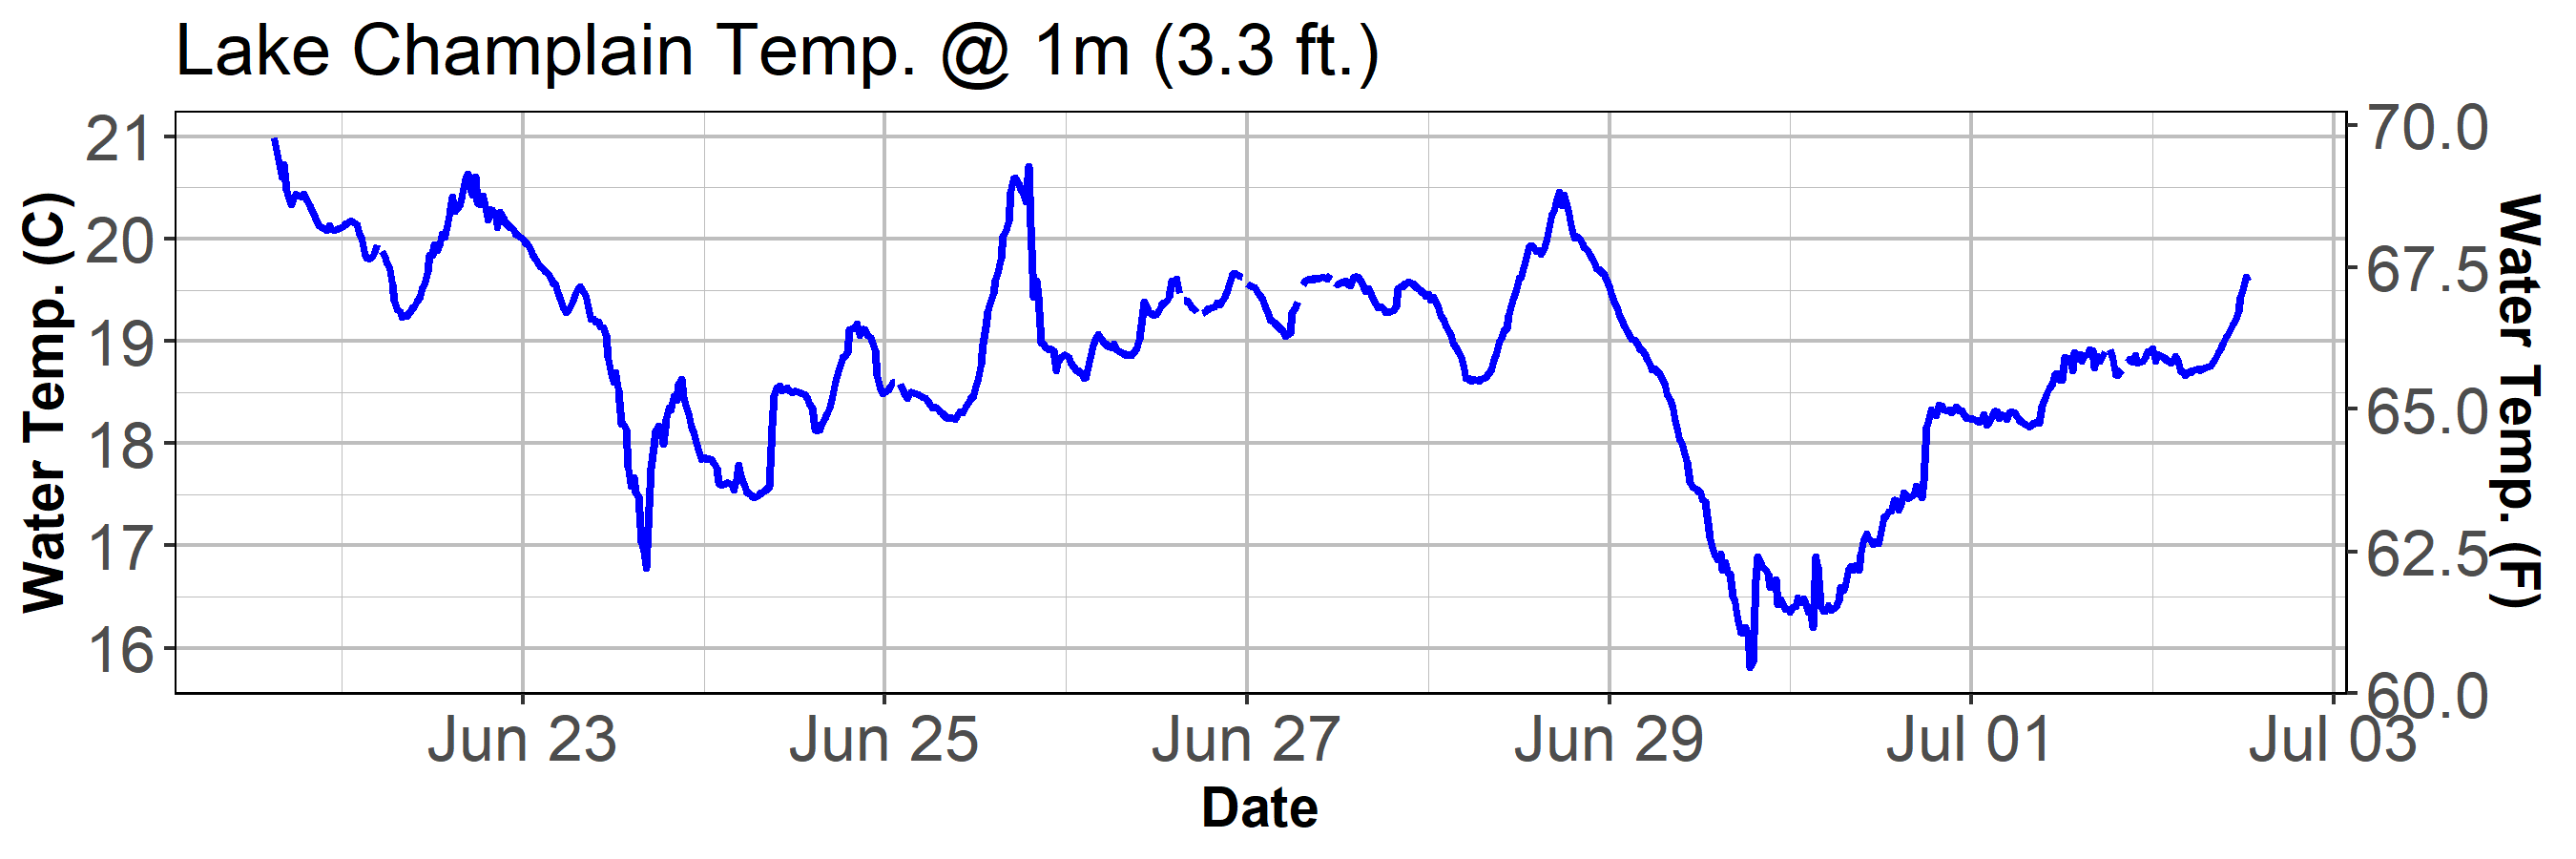 Lake Champlain Temp. @ 1m (3.3 ft.)
Water Temp. (C)
21
20
19
18
17
16
70.0
67.5
65.0
62.5
60.0
Water Temp. (F)
Jun 23 Jun 25 Jun 27 Jun 29 Jul 01 Jul 03
Date